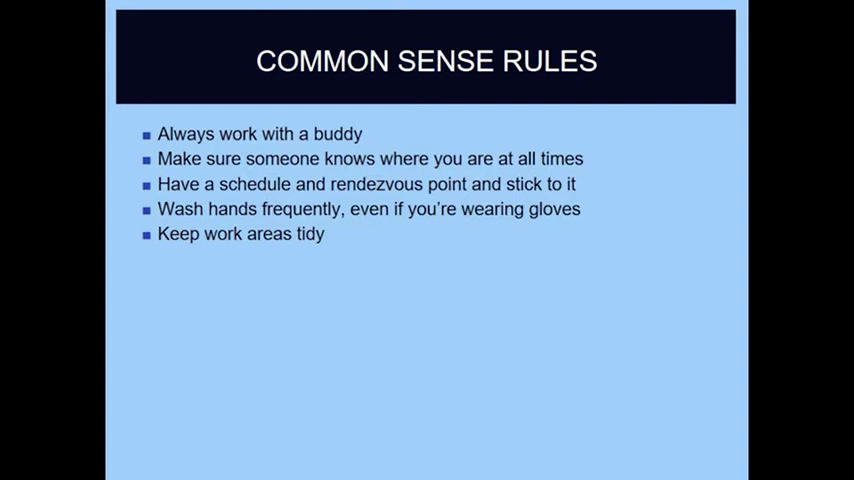 COMMON SENSE RULES
Always work with a buddy
Make sure someone knows where you are at all times
Have a schedule and rendezvous point and stick to it
Wash hands frequently, even if you're wearing gloves
Keep work areas tidy